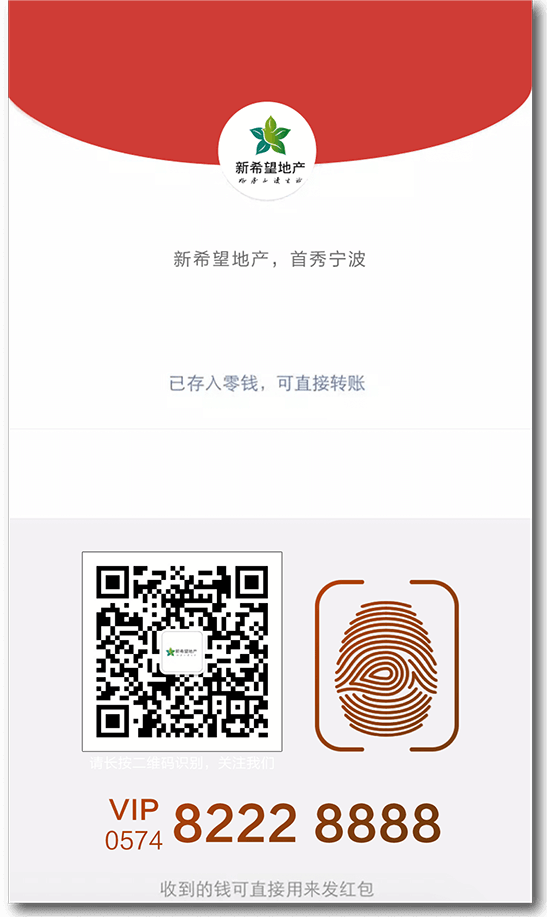 新希望地产
新希望地产，首秀宁波
已存入零钱，可直接转账
新希望地产
请长按二维码识别，关注我们
VIP
0574
8222 8888
收到的钱可直接用来发红包